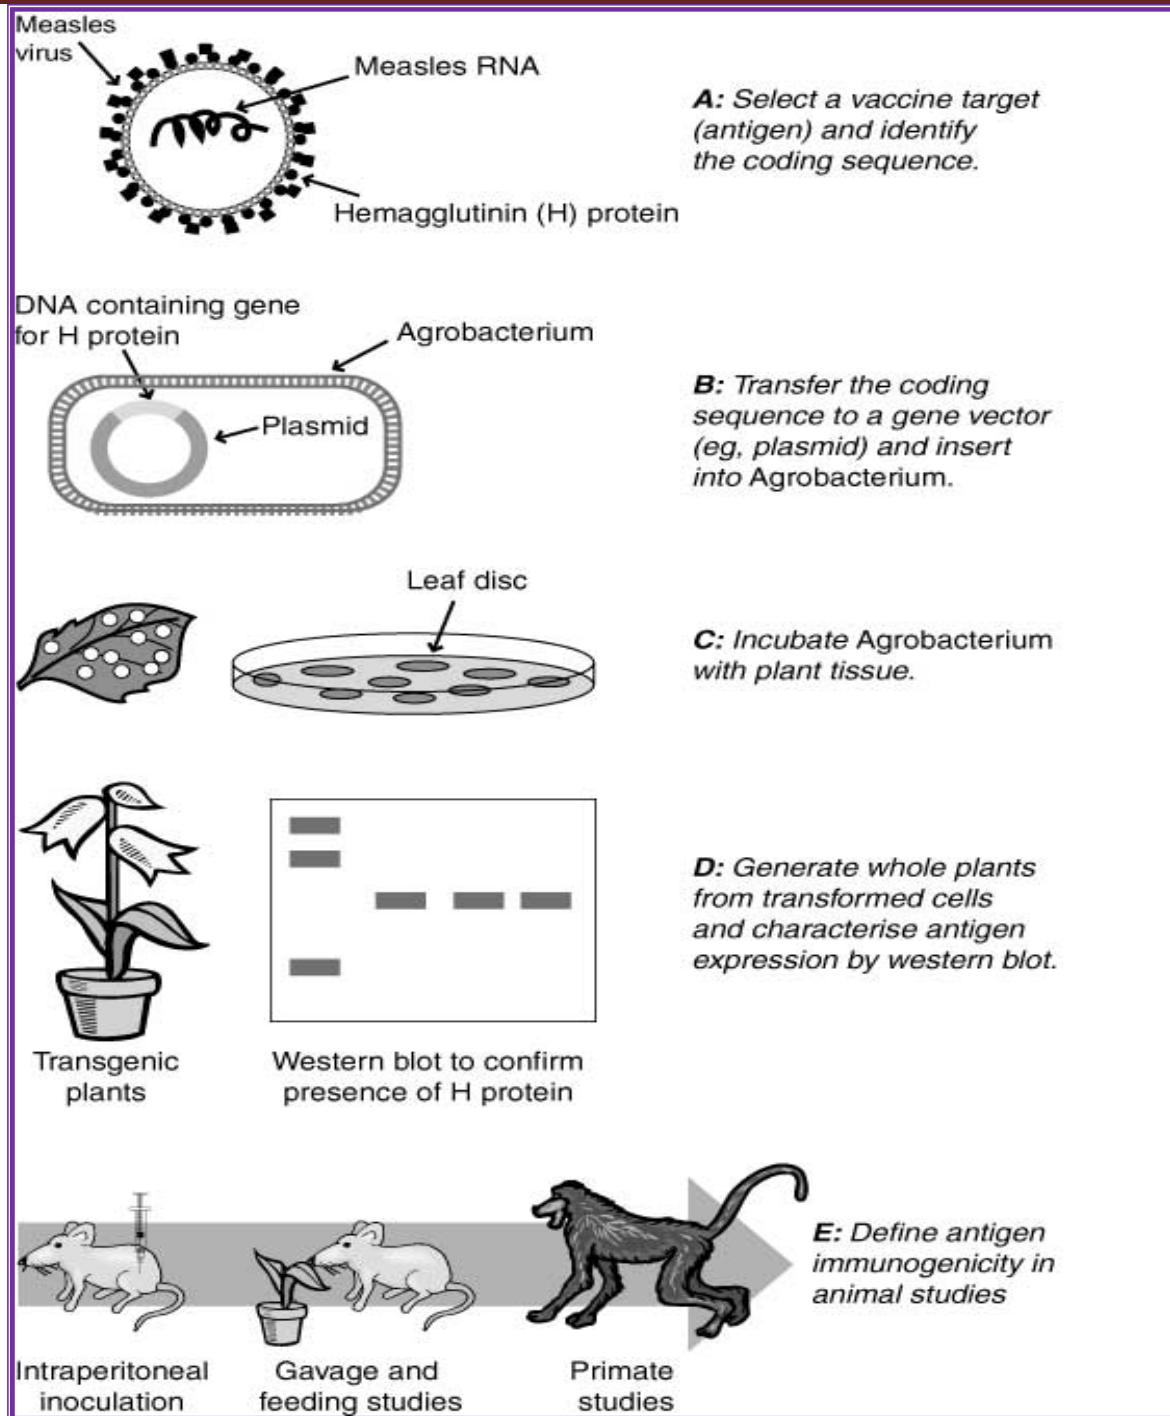 Measles
virus
Measles RNA
Hemagglutinin (H) protein
A: Select a vaccine target
(antigen) and identify
the coding sequence.
DNA containing gene
for H protein
Agrobacterium
Plasmid
B: Transfer the coding
sequence to a gene vector
(eg, plasmid) and insert
into Agrobacterium.
Leaf disc
C: Incubate Agrobacterium
with plant tissue.
Transgenic
plants
Western blot to confirm
presence of H protein
D: Generate whole plants
from transformed cells
and characterise antigen
expression by western blot.
E: Define antigen
immunogenicity in
animal studies
Intraperitoneal
inoculation
Gavage and
feeding studies
Primate
studies